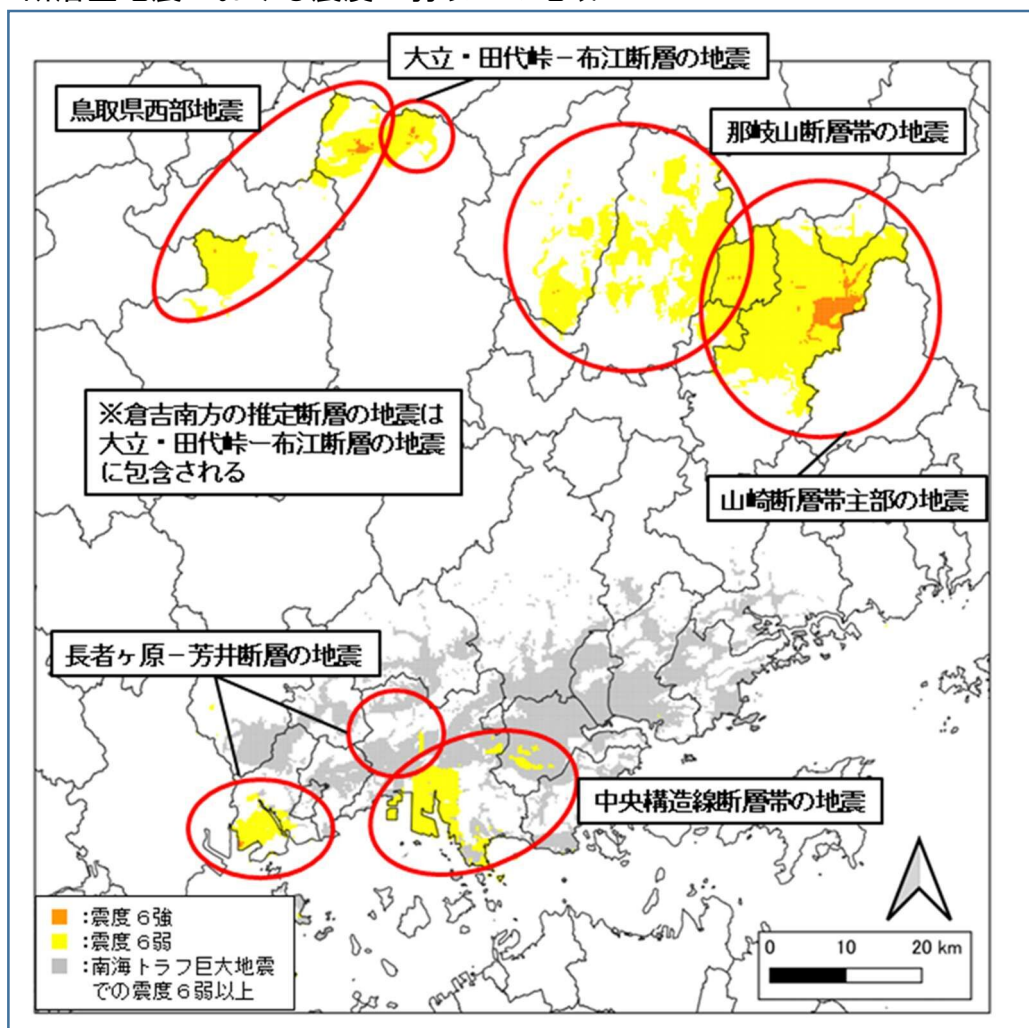 大立・田代峠－布江断層の地震
鳥取県西部地震
那岐山断層帯の地震
※倉吉南方の推定断層の地震は
大立・田代峠－布江断層の地震
に包含される
山崎断層帯主部の地震
長者ヶ原－芳井断層の地震
中央構造線断層帯の地震
：震度６強
：震度６弱
：南海トラフ巨大地震
での震度６弱以上
0 10 20 km